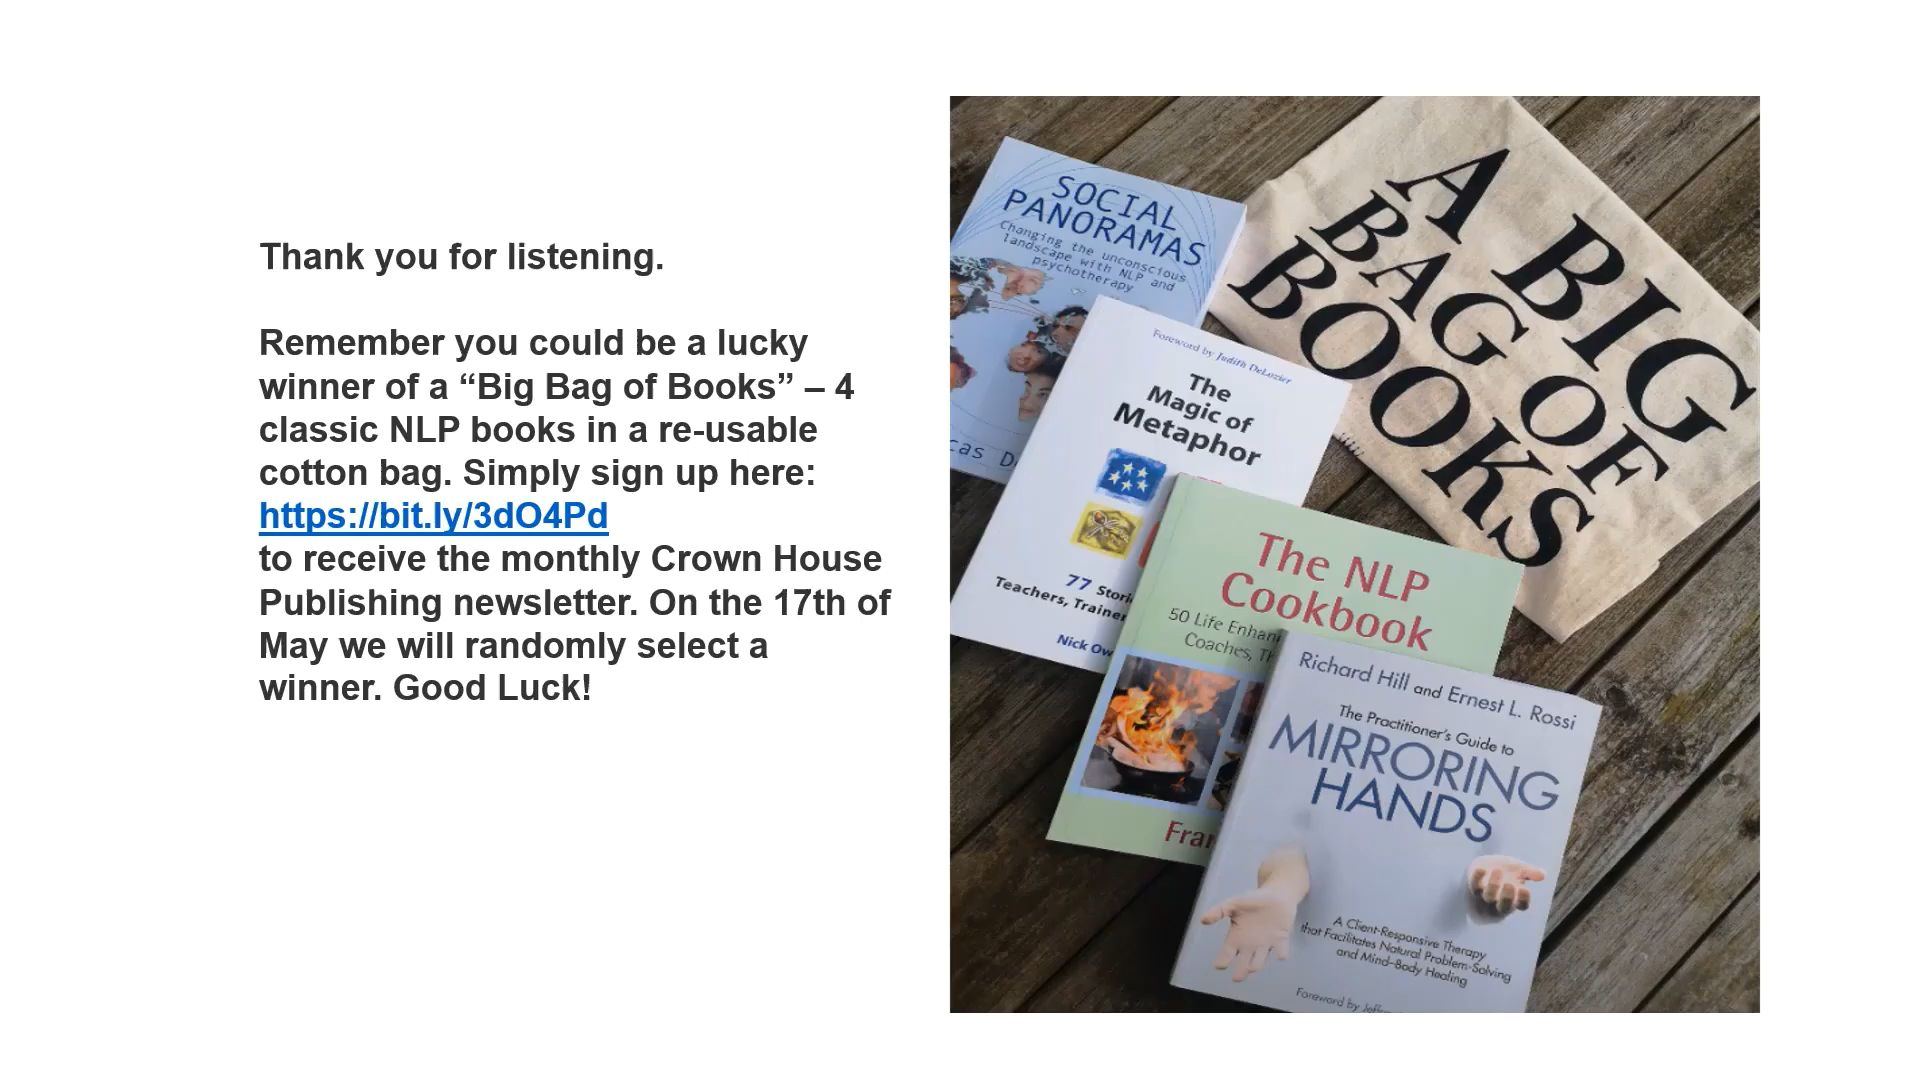 Thank you for listening.
Remember you could be a lucky
winner of a “Big Bag of Books” – 4
classic NLP books in a re-usable
cotton bag. Simply sign up here:
https://bit.ly/3dO4Pd
to receive the monthly Crown House
Publishing newsletter. On the 17th of
May we will randomly select a
winner. Good Luck!
A BIG
BAG OF
BOOKS
SOCIAL
PANORAMAS
Changing the unconscious
landscape with NLP and
psychotherapy
Foreword by Judith DeLozier
The
Magic of
Metaphor
77
Teachers,
Nick
The NLP
Cookbook
50 Life
Coaches,
Richard Hill and Ernest L. Rossi
The Practitioner's Guide to
MIRRORING
HANDS
A Client-Responsive Therapy
that Facilitates Natural Problem-Solving
and Mind–Body Healing
Foreword by